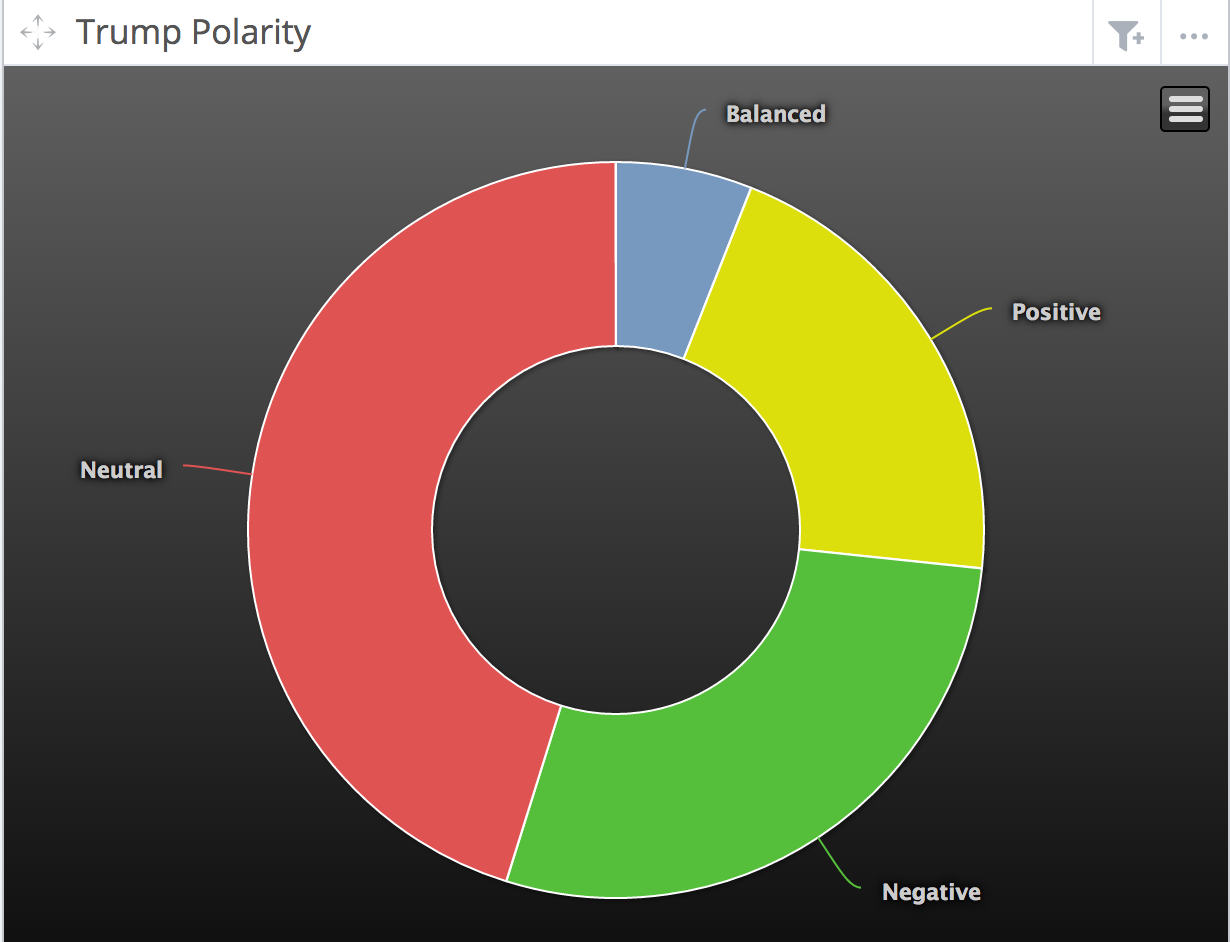 Trump Polarity
Balanced
Positive
Neutral
Negative